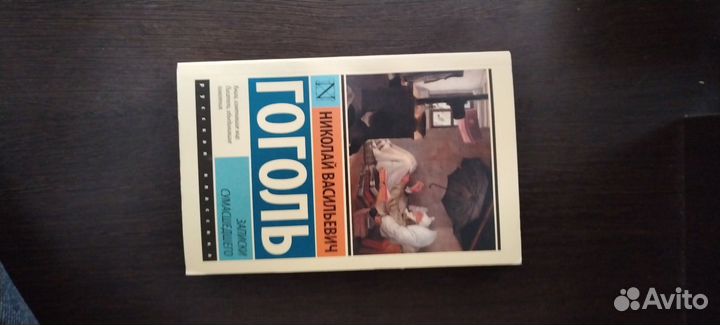 Русская классика
N
НИКОЛАЙ ВАСИЛЬЕВИЧ
ГОГОЛЬ
ЗАПИСКИ
СУМАСШЕДШЕГО
Avito